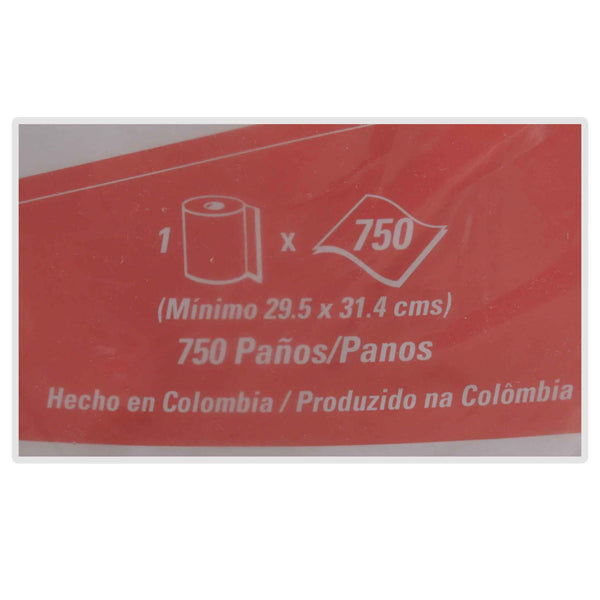 1 x 750
(Mínimo 29.5 x 31.4 cms)
750 Paños/Panos
Hecho en Colombia / Produzido na Colômbia